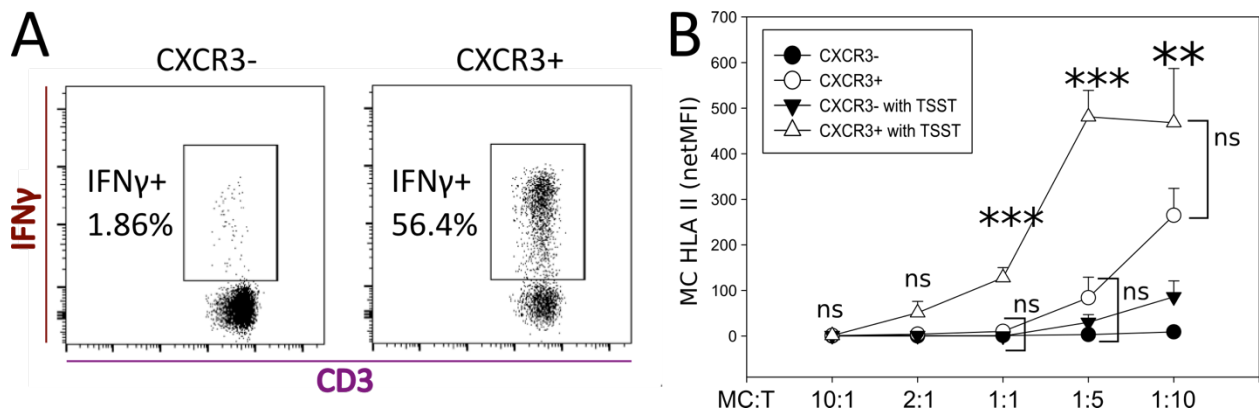 A
CXCR3-
CXCR3+
IFNγ+
1.86%
IFNγ+
56.4%
IFNγ
CD3
B
700
600
500
400
300
200
100
0
MC HLA II (netMFI)
CXCR3-
CXCR3+
CXCR3- with TSST
CXCR3+ with TSST
ns
ns
***
***
**
ns
ns
ns
MC:T
10:1
2:1
1:1
1:5
1:10